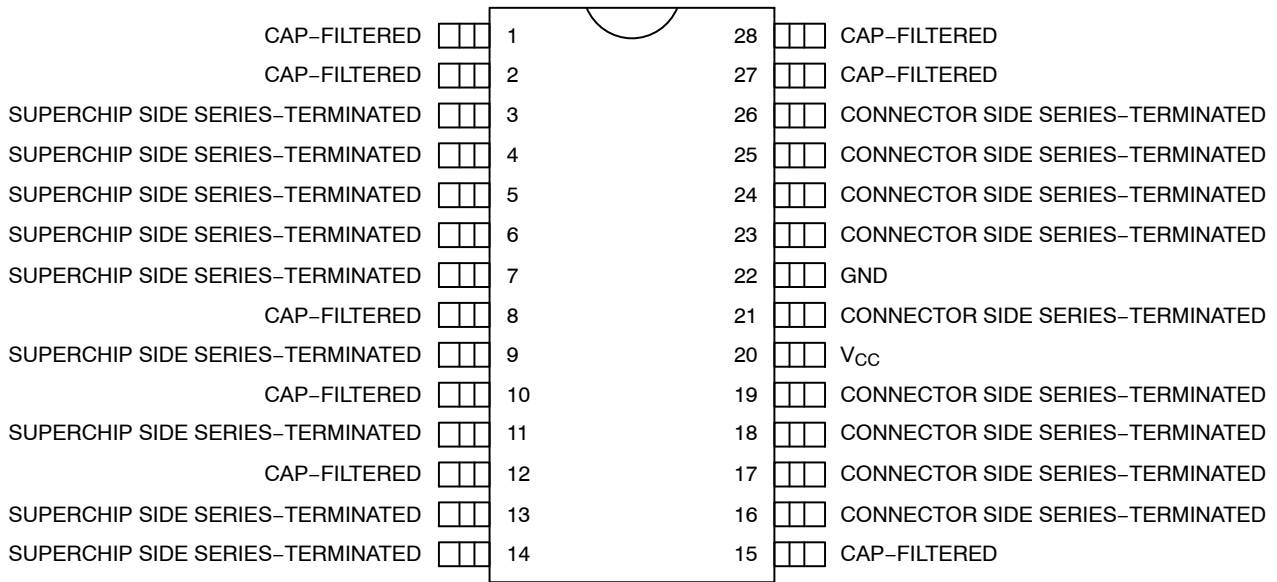 CAP−FILTERED 1 28 CAP−FILTERED
CAP−FILTERED 2 27 CAP−FILTERED
SUPERCHIP SIDE SERIES−TERMINATED 3 26 CONNECTOR SIDE SERIES−TERMINATED
SUPERCHIP SIDE SERIES−TERMINATED 4 25 CONNECTOR SIDE SERIES−TERMINATED
SUPERCHIP SIDE SERIES−TERMINATED 5 24 CONNECTOR SIDE SERIES−TERMINATED
SUPERCHIP SIDE SERIES−TERMINATED 6 23 CONNECTOR SIDE SERIES−TERMINATED
SUPERCHIP SIDE SERIES−TERMINATED 7 22 GND
CAP−FILTERED 8 21 CONNECTOR SIDE SERIES−TERMINATED
SUPERCHIP SIDE SERIES−TERMINATED 9 20 VCC
CAP−FILTERED 10 19 CONNECTOR SIDE SERIES−TERMINATED
SUPERCHIP SIDE SERIES−TERMINATED 11 18 CONNECTOR SIDE SERIES−TERMINATED
CAP−FILTERED 12 17 CONNECTOR SIDE SERIES−TERMINATED
SUPERCHIP SIDE SERIES−TERMINATED 13 16 CONNECTOR SIDE SERIES−TERMINATED
SUPERCHIP SIDE SERIES−TERMINATED 14 15 CAP−FILTERED